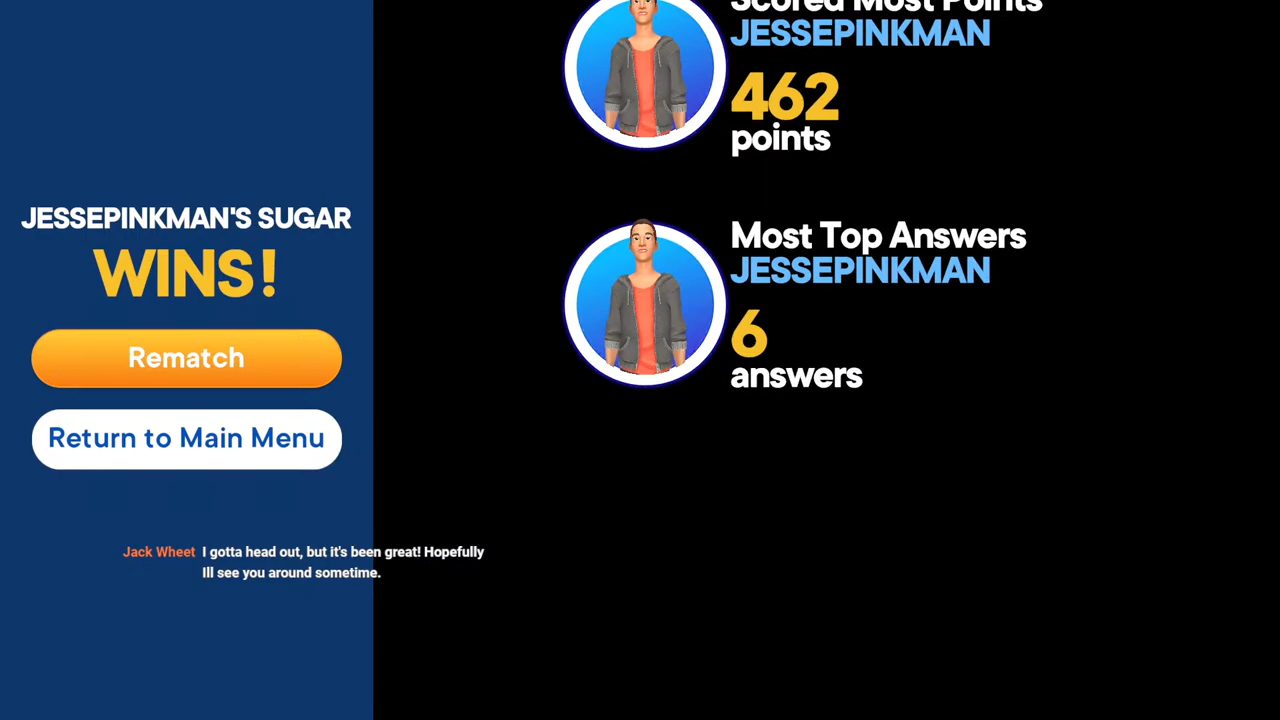 Scored Most Points
JESSEPINKMAN
462
points
JESSEPINKMAN'S SUGAR
WINS!
Most Top Answers
JESSEPINKMAN
6
answers
Rematch
Return to Main Menu
Jack Wheet I gotta head out, but it's been great! Hopefully
Ill see you around sometime.